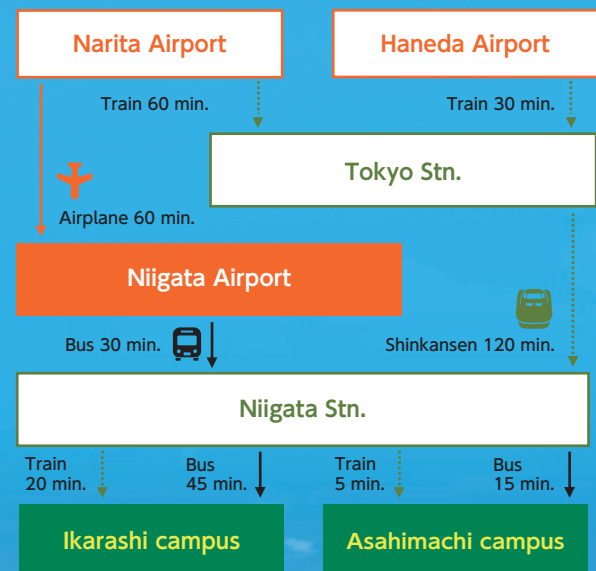 Narita Airport
Haneda Airport
Train 60 min.
Train 30 min.
Tokyo Stn.
Airplane 60 min.
Niigata Airport
Bus 30 min.
Shinkansen 120 min.
Niigata Stn.
Train
20 min.
Bus
45 min.
Train
5 min.
Bus
15 min.
Ikarashi campus
Asahimachi campus